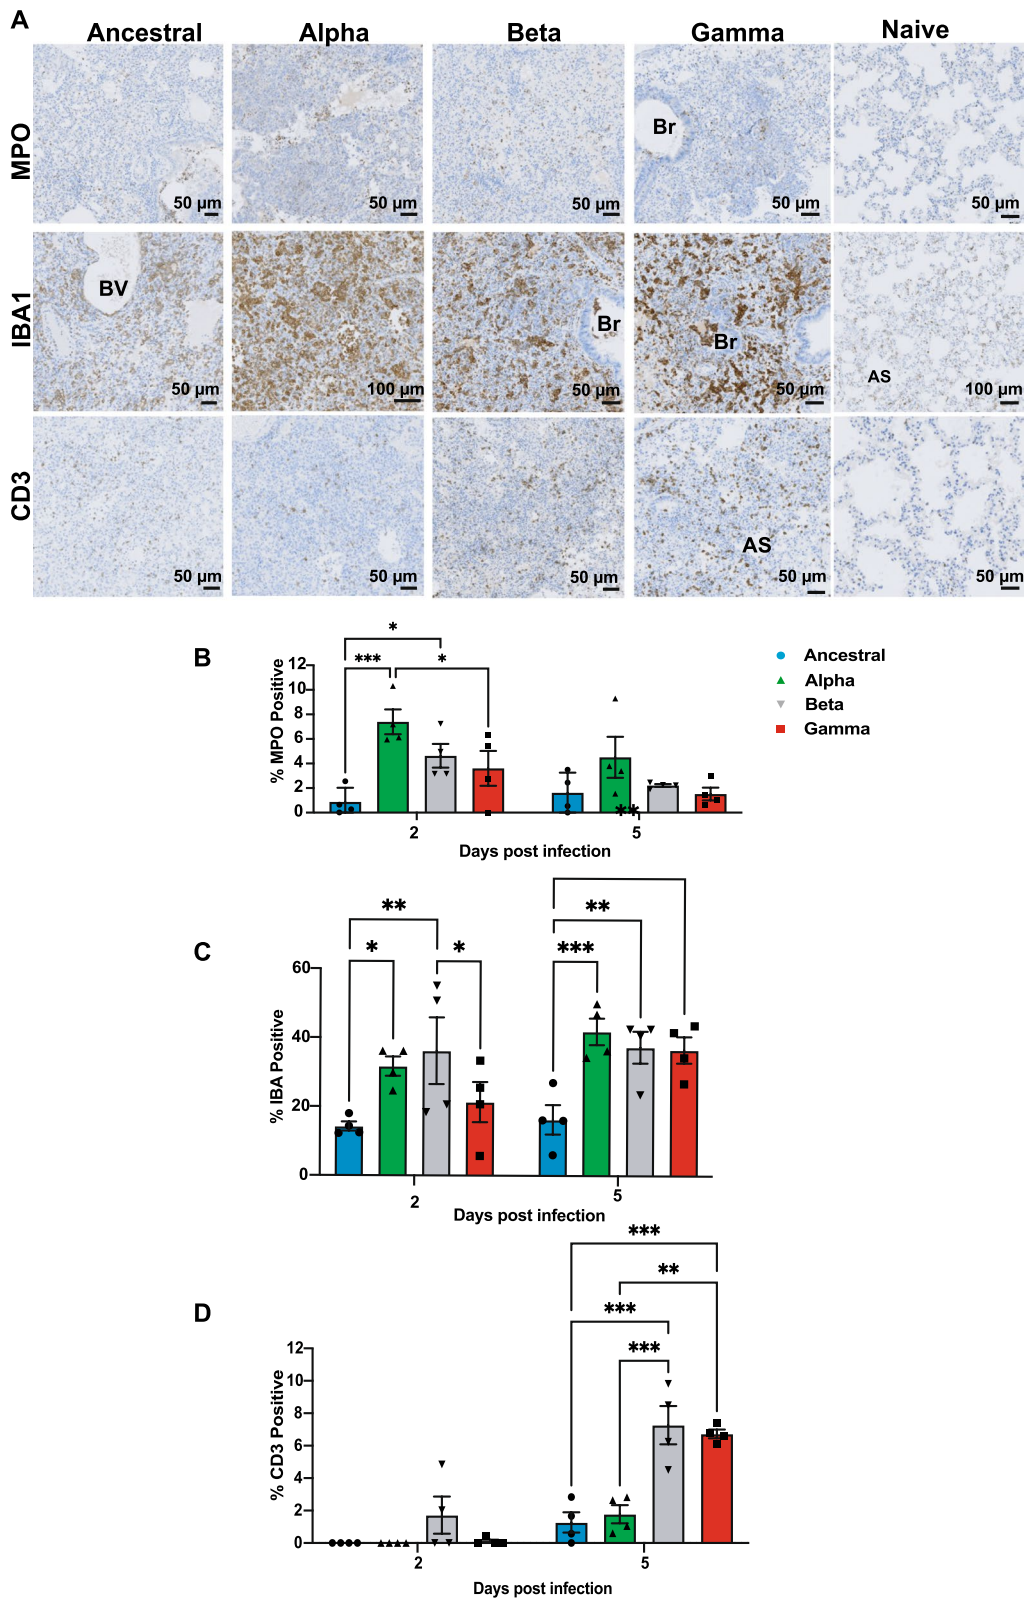 A
Ancestral Alpha Beta Gamma Naive
MPO
Br
50 µm 50 µm 50 µm 50 µm 50 µm
IBA1
BV Br Br AS
50 µm 100 µm 50 µm 50 µm 100 µm
CD3
AS
50 µm 50 µm 50 µm 50 µm 50 µm
B
% MPO Positive
12
10
8
6
4
2
0
*
*** *
**
2 5
Days post infection
Ancestral
Alpha
Beta
Gamma
C
% IBA Positive
60
40
20
0
** **
* * ***
2 5
Days post infection
D
% CD3 Positive
12
10
8
6
4
2
0
***
**
***
***
2 5
Days post infection